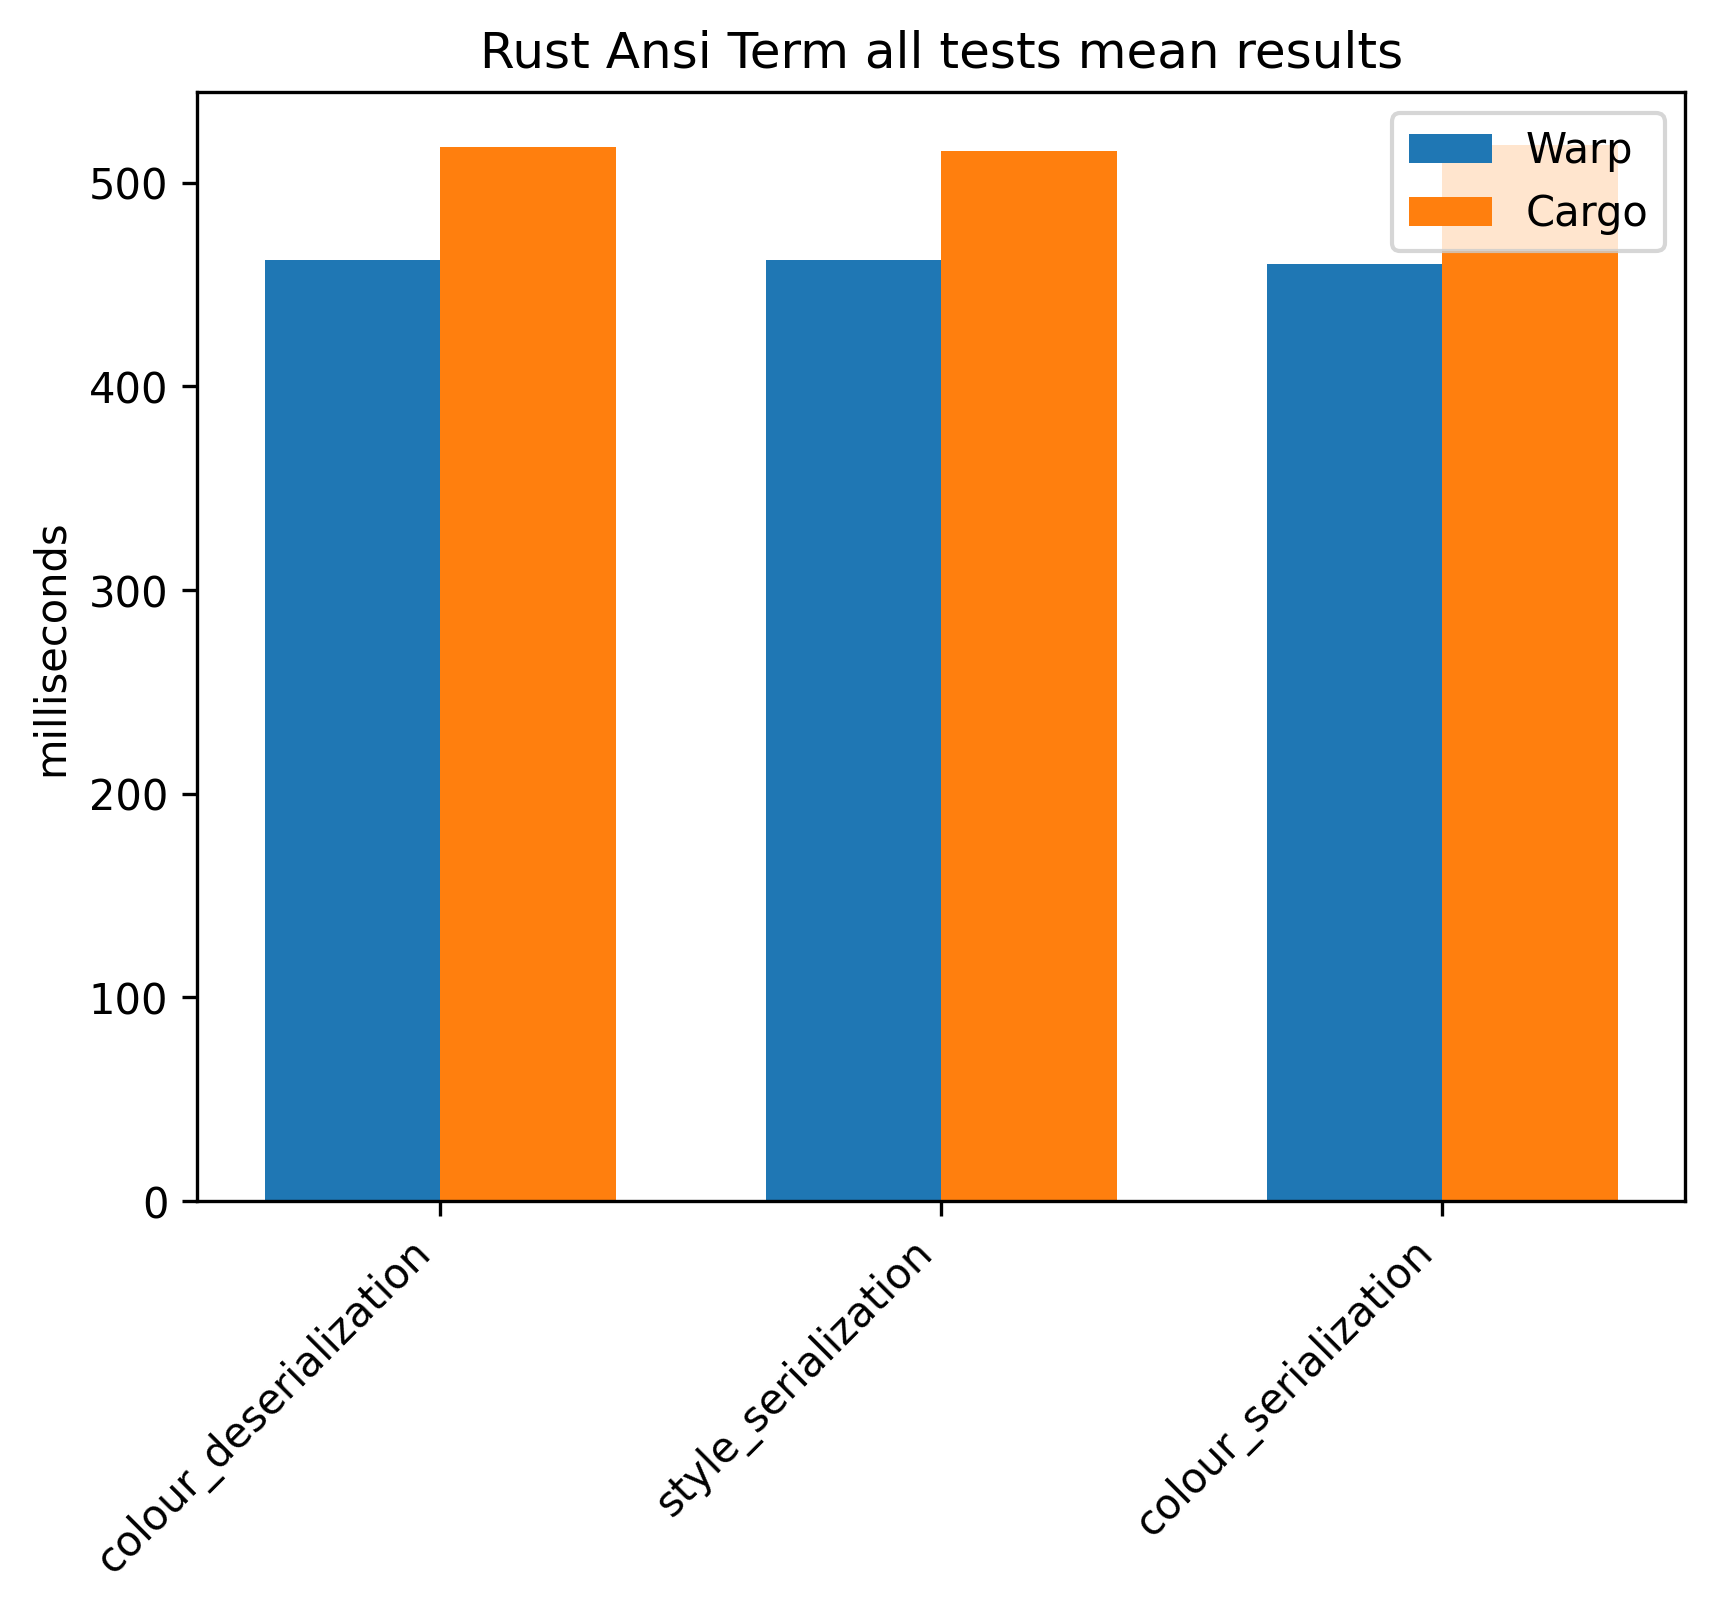 Rust Ansi Term all tests mean results
Warp
Cargo
milliseconds
500
400
300
200
100
0
colour_deserialization
style_serialization
colour_serialization